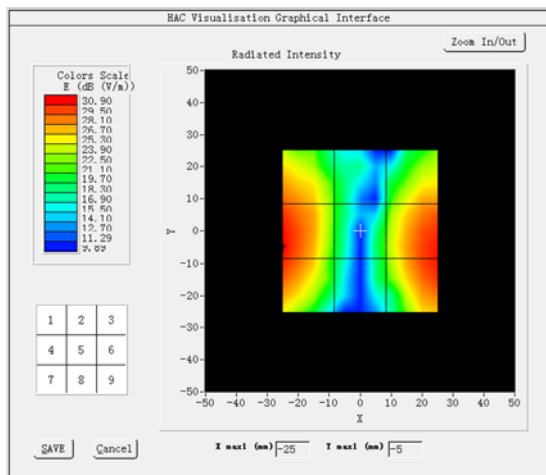 HAC Visualisation Graphical Interface
Zoom In/Out
Radiated Intensity
Colors Scale
E (dB (V/m))
30.90
29.50
28.10
26.70
25.30
23.90
22.50
21.10
19.70
18.30
16.90
15.50
14.10
12.70
11.29
9.89
50
40
30
20
10
0
-10
-20
-30
-40
-50
Y
-50 -40 -30 -20 -10 0 10 20 30 40 50
X
1 2 3
4 5 6
7 8 9
SAVE Cancel
X max1 (mm) -25 Y max1 (mm) -5